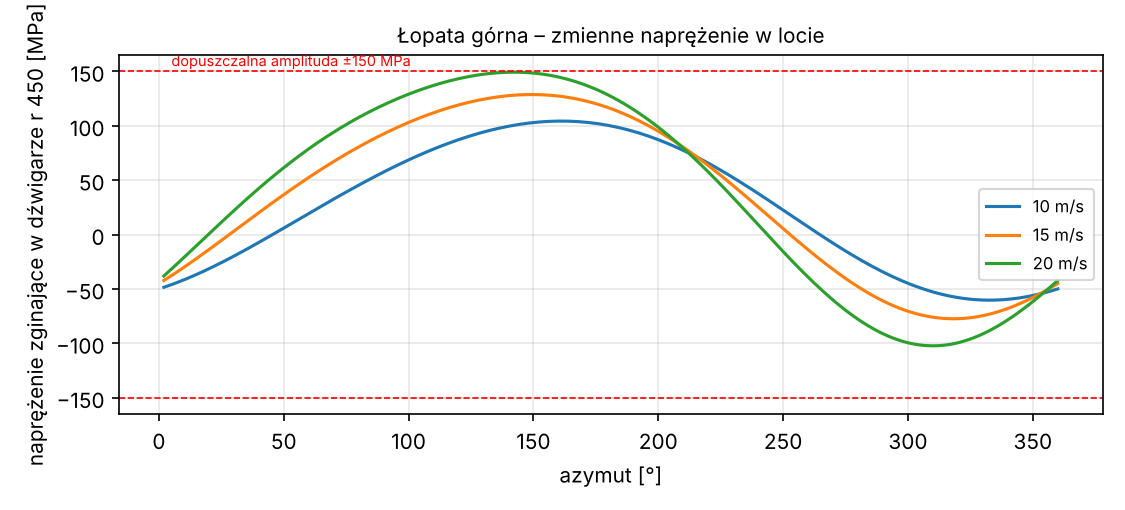 Łopata górna – zmienne naprężenie w locie
dopuszczalna amplituda ±150 MPa
naprężenie zginające w dźwigarze r 450 [MPa]
150
100
50
0
−50
−100
−150
10 m/s
15 m/s
20 m/s
0 50 100 150 200 250 300 350
azymut [°]